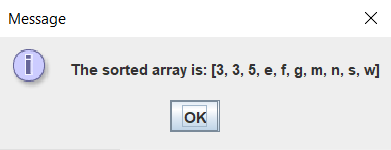 Message
The sorted array is: [3, 3, 5, e, f, g, m, n, s, w]
OK